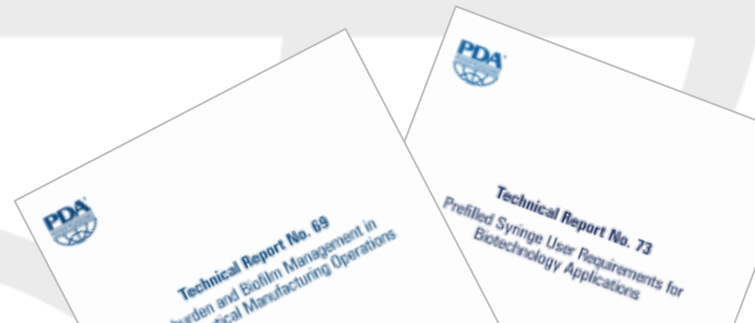 PDA
Technical Report No. 69
urden and Biofilm Management in
tical Manufacturing Operations
PDA
Technical Report No. 73
Prefilled Syringe User Requirements for
Biotechnology Applications